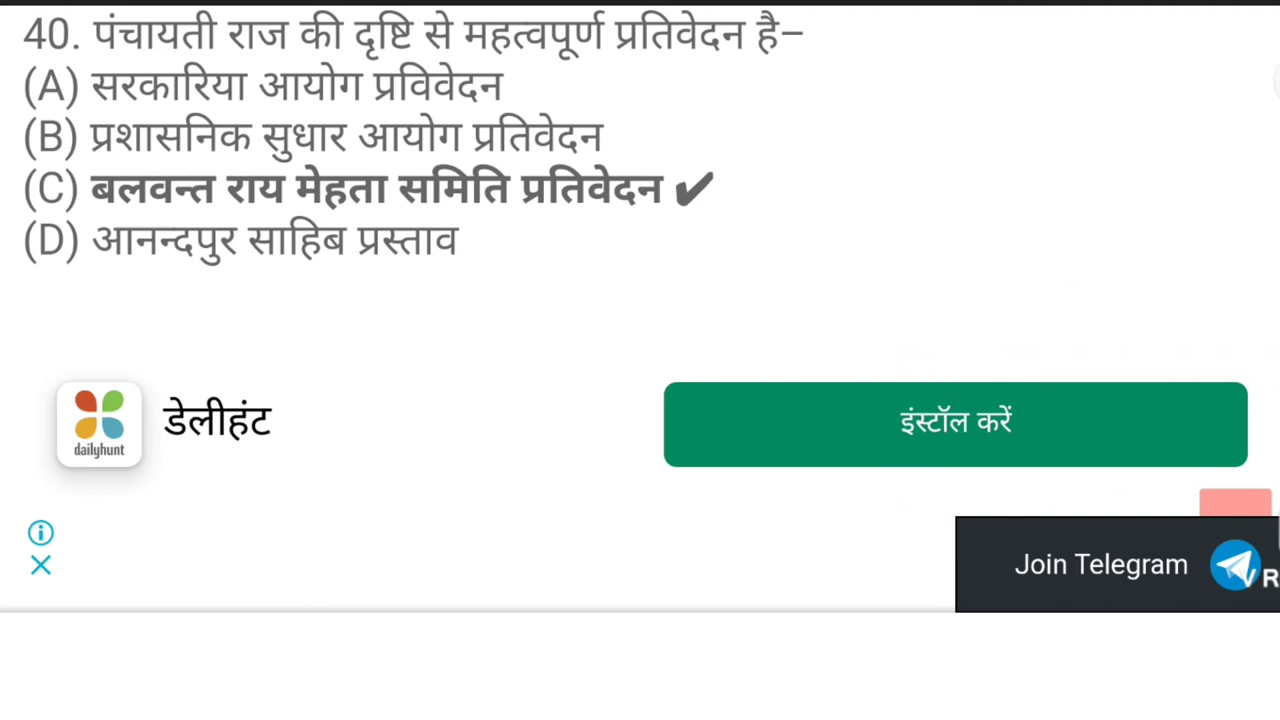 40. पंचायती राज की दृष्टि से महत्वपूर्ण प्रतिवेदन है–
(A) सरकारिया आयोग प्रविवेदन
(B) प्रशासनिक सुधार आयोग प्रतिवेदन
(C) बलवन्त राय मेहता समिति प्रतिवेदन ✔
(D) आनन्दपुर साहिब प्रस्ताव
dailyhunt
डेलीहंट
इंस्टॉल करें
Join Telegram